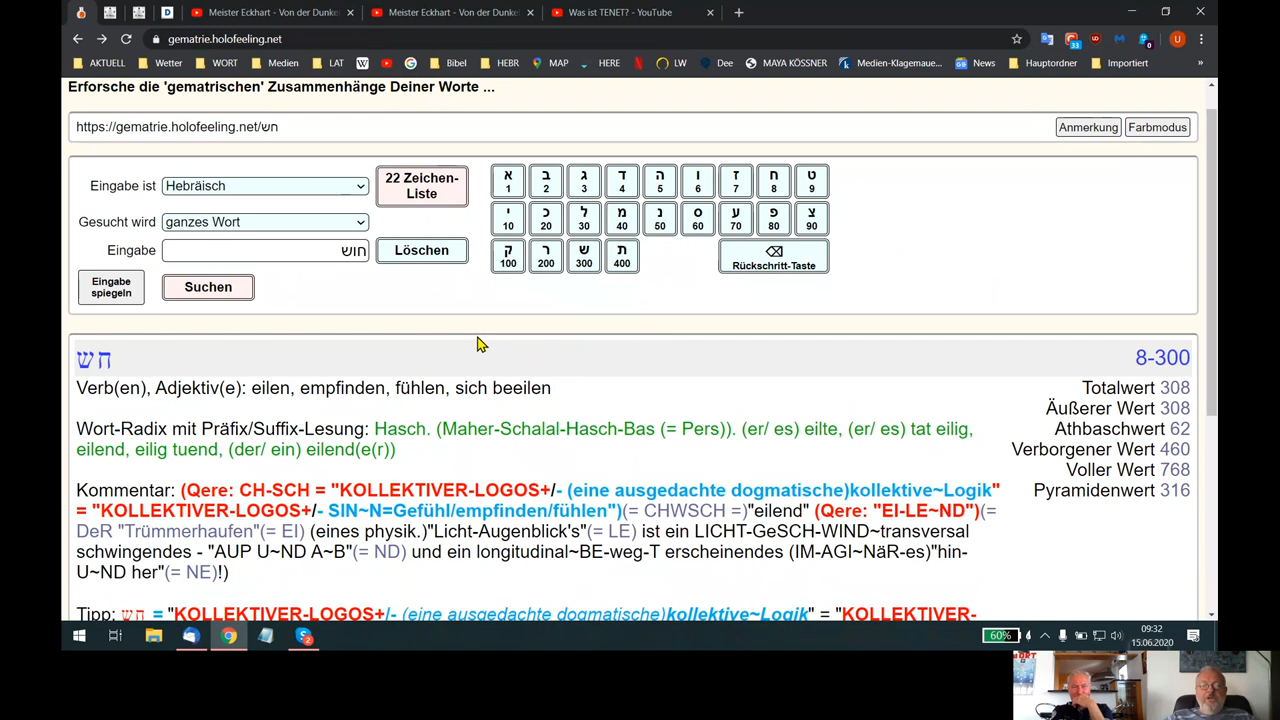 Meister Eckhart - Von der Dunke
Meister Eckhart - Von der Dunke
Was ist TENET? - YouTube
gematrie.holofeeling.net
AKTUELL Wetter WORT Medien LAT Google Bibel HEBR MAP HERE LW Dee MAYA KÖSSNER Medien-Klagemaue... News Hauptordner Importiert
Erforsche die 'gematrischen' Zusammenhänge Deiner Worte ...
https://gematrie.holofeeling.net/חש
Anmerkung Farbmodus
Eingabe ist Hebräisch
22 Zeichen-Liste
Gesucht wird ganzes Wort
Eingabe חוש Löschen
Eingabe spiegeln Suchen
א ב ג ד ה ו ז ח ט
1 2 3 4 5 6 7 8 9
י כ ל מ נ ס ע פ צ
10 20 30 40 50 60 70 80 90
ק ר ש ת ⌫
100 200 300 400 Rückschritt-Taste
חש 8-300
Verb(en), Adjektiv(e): eilen, empfinden, fühlen, sich beeilen
Totalwert 308
Äußerer Wert 308
Athbaschwert 62
Verborgener Wert 460
Voller Wert 768
Pyramidenwert 316
Wort-Radix mit Präfix/Suffix-Lesung: Hasch. (Maher-Schalal-Hasch-Bas (= Pers)). (er/ es) eilte, (er/ es) tat eilig,
eilend, eilig tuend, (der/ ein) eilend(e(r))
Kommentar: (Qere: CH-SCH = "KOLLEKTIVER-LOGOS+/- (eine ausgedachte dogmatische)kollektive~Logik"
= "KOLLEKTIVER-LOGOS+/- SIN~N=Gefühl/empfinden/fühlen")(= CHWSCH =)"eilend" (Qere: "EI-LE~ND")(=
DeR "Trümmerhaufen"(= EI) (eines physik.)"Licht-Augenblick's"(= LE) ist ein LICHT-GeSCH-WIND~transversal
schwingendes - "AUP U~ND A~B"(= ND) und ein longitudinal~BE-weg-T erscheinendes (IM-AGI~NäR-es)"hin-
U~ND her"(= NE)!)
Tipp: חש = "KOLLEKTIVER-LOGOS+/- (eine ausgedachte dogmatische)kollektive~Logik" = "KOLLEKTIVER-
60%
09:32
15.06.2020